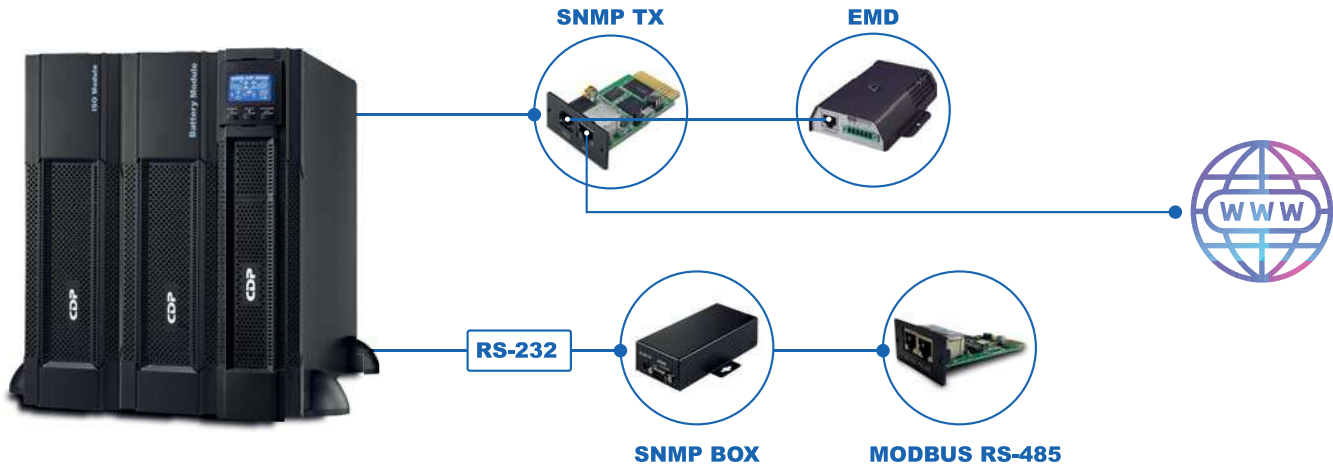 SNMP TX
EMD
ISO Module
Battery Module
CDP
CDP
CDP
WWW
RS-232
SNMP BOX
MODBUS RS-485